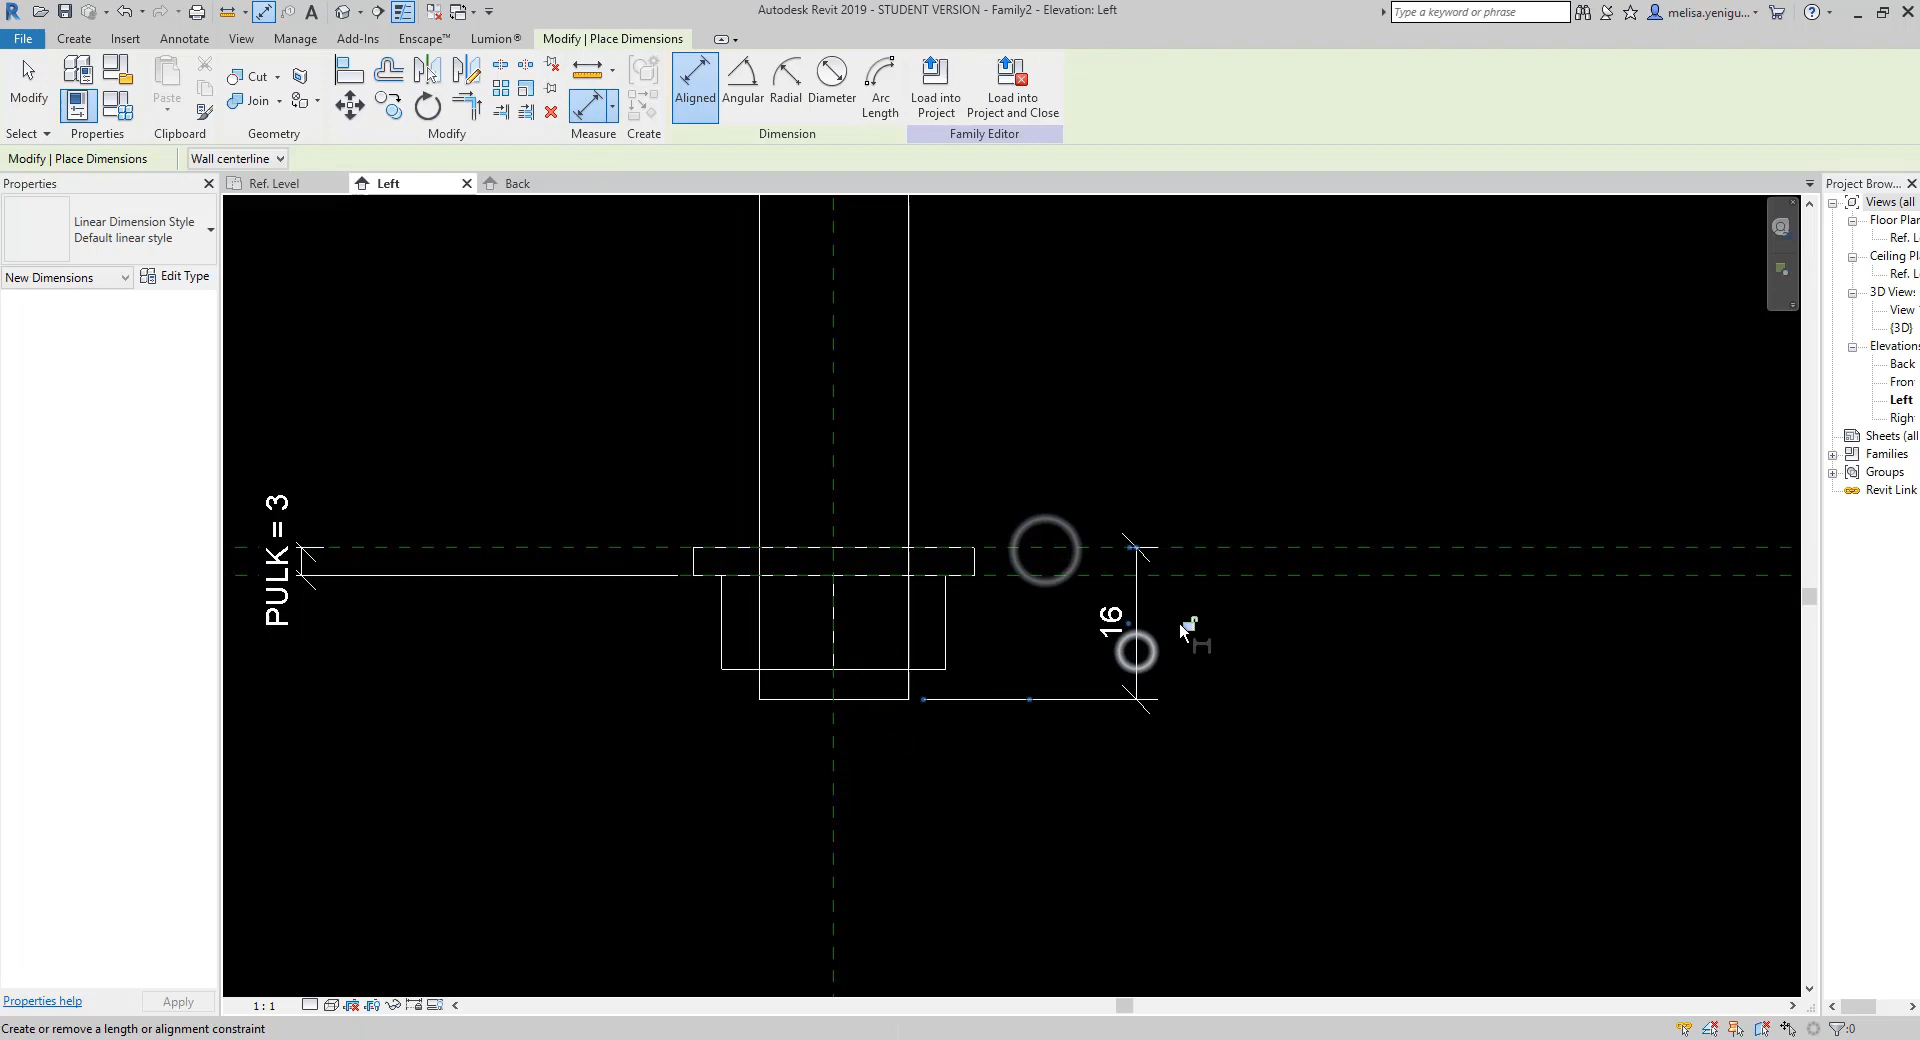 Autodesk Revit 2019 - STUDENT VERSION - Family2 - Elevation: Left
Type a keyword or phrase
melisa.yenigu...
File
Create
Insert
Annotate
View
Manage
Add-Ins
Enscape™
Lumion®
Modify | Place Dimensions
Modify
Paste
Cut
Join
Aligned
Angular
Radial
Diameter
Arc
Length
Load into
Project
Load into
Project and Close
Select
Properties
Clipboard
Geometry
Modify
Measure
Create
Dimension
Family Editor
Modify | Place Dimensions
Wall centerline
Properties
Ref. Level
Left
Back
Project Brow...
Linear Dimension Style
Default linear style
New Dimensions
Edit Type
Views (all
Floor Plan
Ref. L
Ceiling Pl
Ref. L
3D Views
View
{3D}
Elevations
Back
Fron
Left
Righ
Sheets (all
Families
Groups
Revit Link
PULK = 3
16
Properties help
Apply
1 : 1
Create or remove a length or alignment constraint
:0